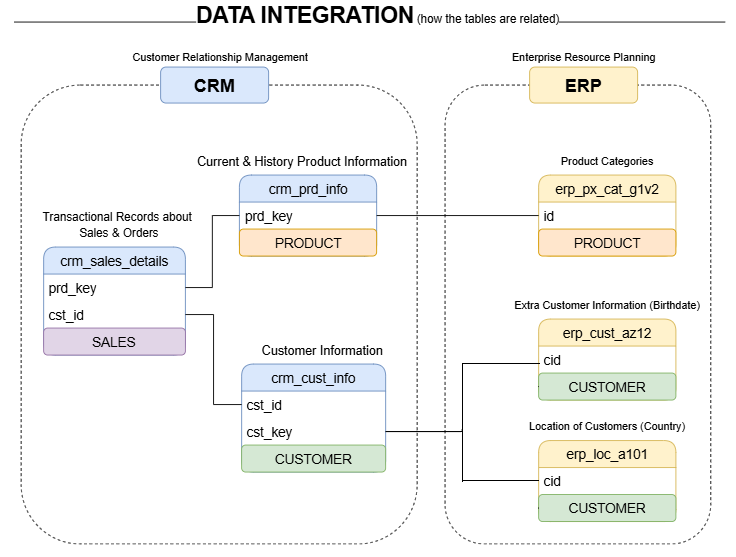 DATA INTEGRATION (how the tables are related)
Customer Relationship Management
CRM
Enterprise Resource Planning
ERP
Current & History Product Information
crm_prd_info
prd_key
PRODUCT
Product Categories
erp_px_cat_g1v2
id
PRODUCT
Transactional Records about
Sales & Orders
crm_sales_details
prd_key
cst_id
SALES
Customer Information
crm_cust_info
cst_id
cst_key
CUSTOMER
Extra Customer Information (Birthdate)
erp_cust_az12
cid
CUSTOMER
Location of Customers (Country)
erp_loc_a101
cid
CUSTOMER